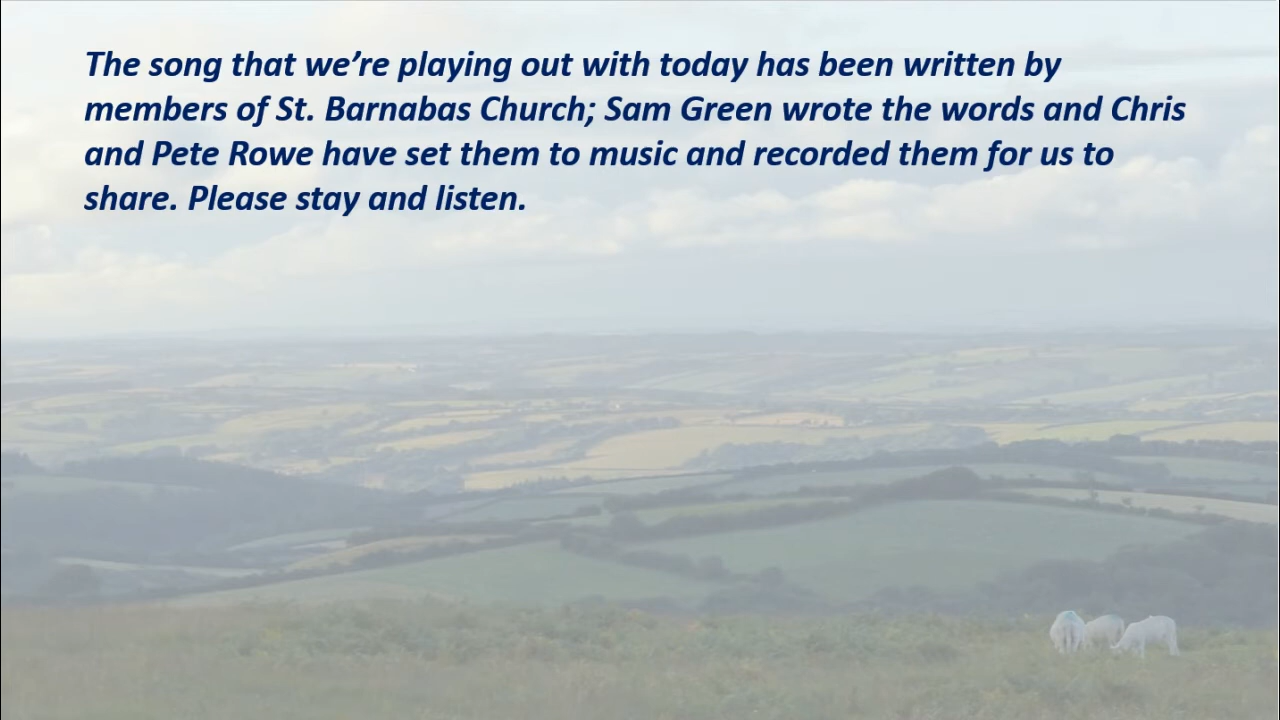 The song that we’re playing out with today has been written by
members of St. Barnabas Church; Sam Green wrote the words and Chris
and Pete Rowe have set them to music and recorded them for us to
share. Please stay and listen.